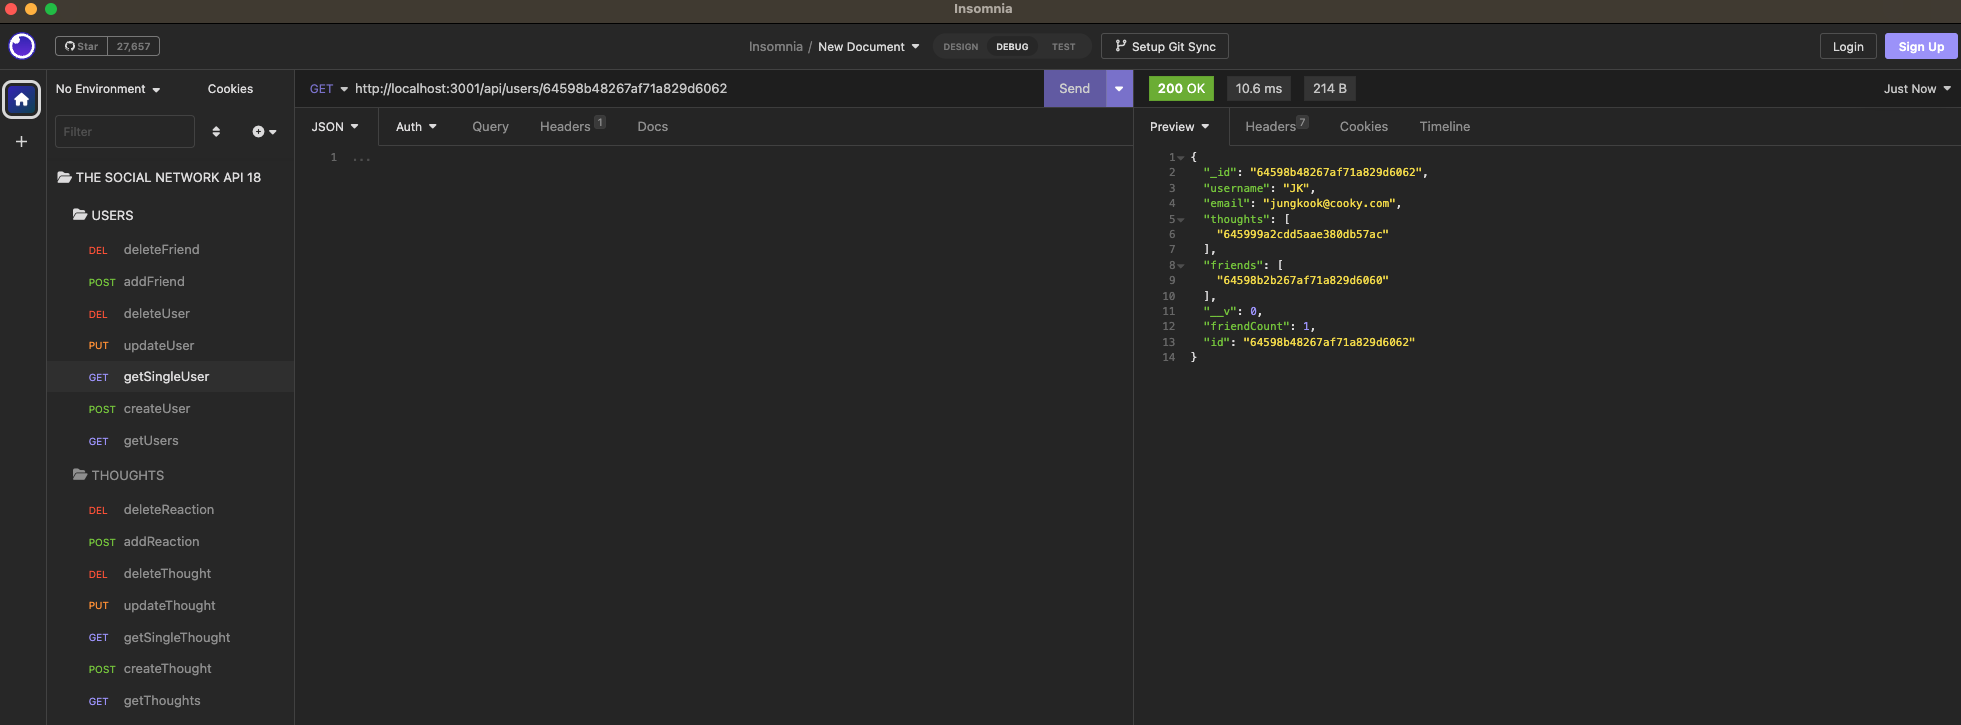 Insomnia
Star 27,657
Insomnia / New Document
DESIGN DEBUG TEST
Setup Git Sync
Login
Sign Up
No Environment
Cookies
Filter
THE SOCIAL NETWORK API 18
USERS
DEL deleteFriend
POST addFriend
DEL deleteUser
PUT updateUser
GET getSingleUser
POST createUser
GET getUsers
THOUGHTS
DEL deleteReaction
POST addReaction
DEL deleteThought
PUT updateThought
GET getSingleThought
POST createThought
GET getThoughts
GET http://localhost:3001/api/users/64598b48267af71a829d6062
Send
JSON Auth Query Headers 1 Docs
1 ...
200 OK 10.6 ms 214 B
Just Now
Preview Headers 7 Cookies Timeline
1 {
2 "_id": "64598b48267af71a829d6062",
3 "username": "JK",
4 "email": "jungkook@cooky.com",
5 "thoughts": [
6 "645999a2cdd5aae380db57ac"
7 ],
8 "friends": [
9 "64598b2b267af71a829d6060"
10 ],
11 "__v": 0,
12 "friendCount": 1,
13 "id": "64598b48267af71a829d6062"
14 }